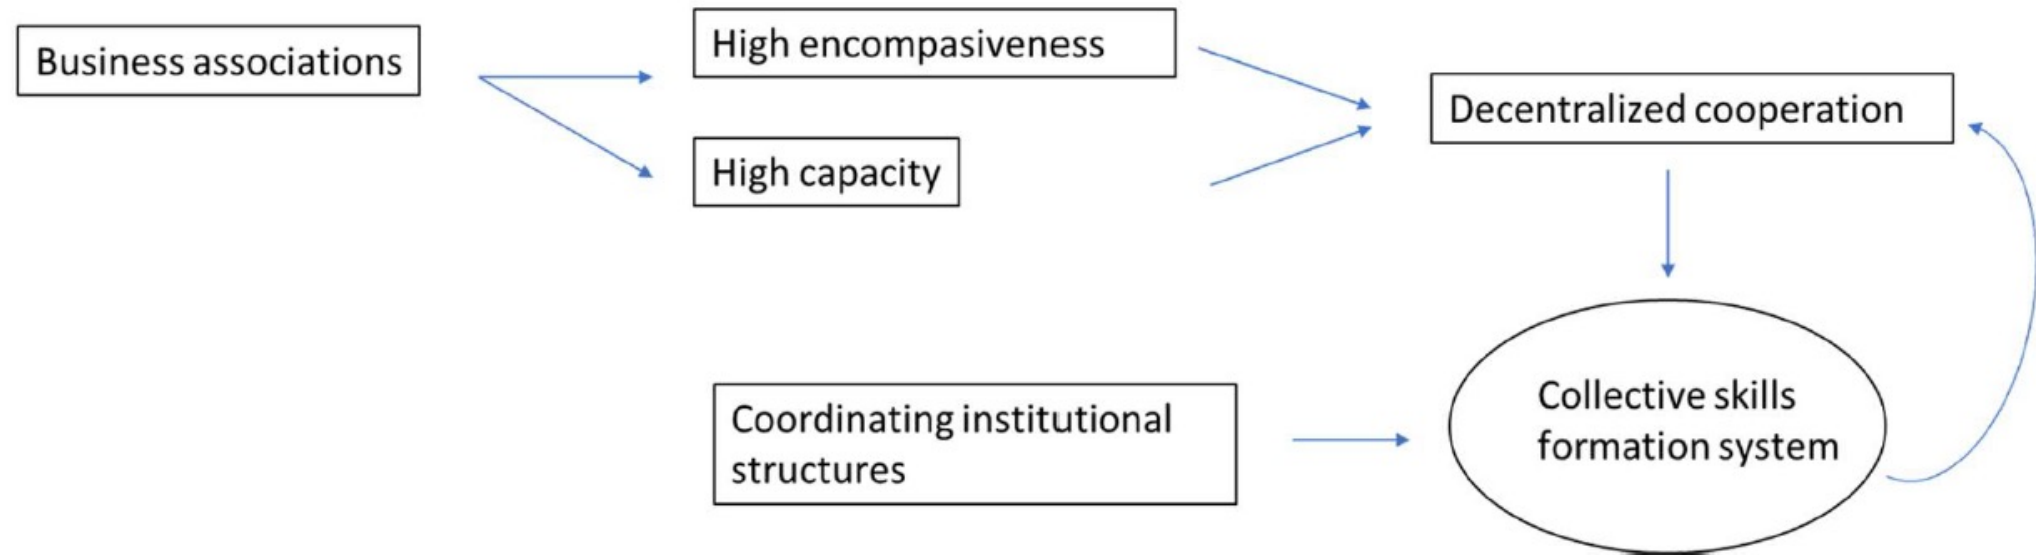 Business associations
High encompasiveness
High capacity
Decentralized cooperation
Coordinating institutional
structures
Collective skills
formation system